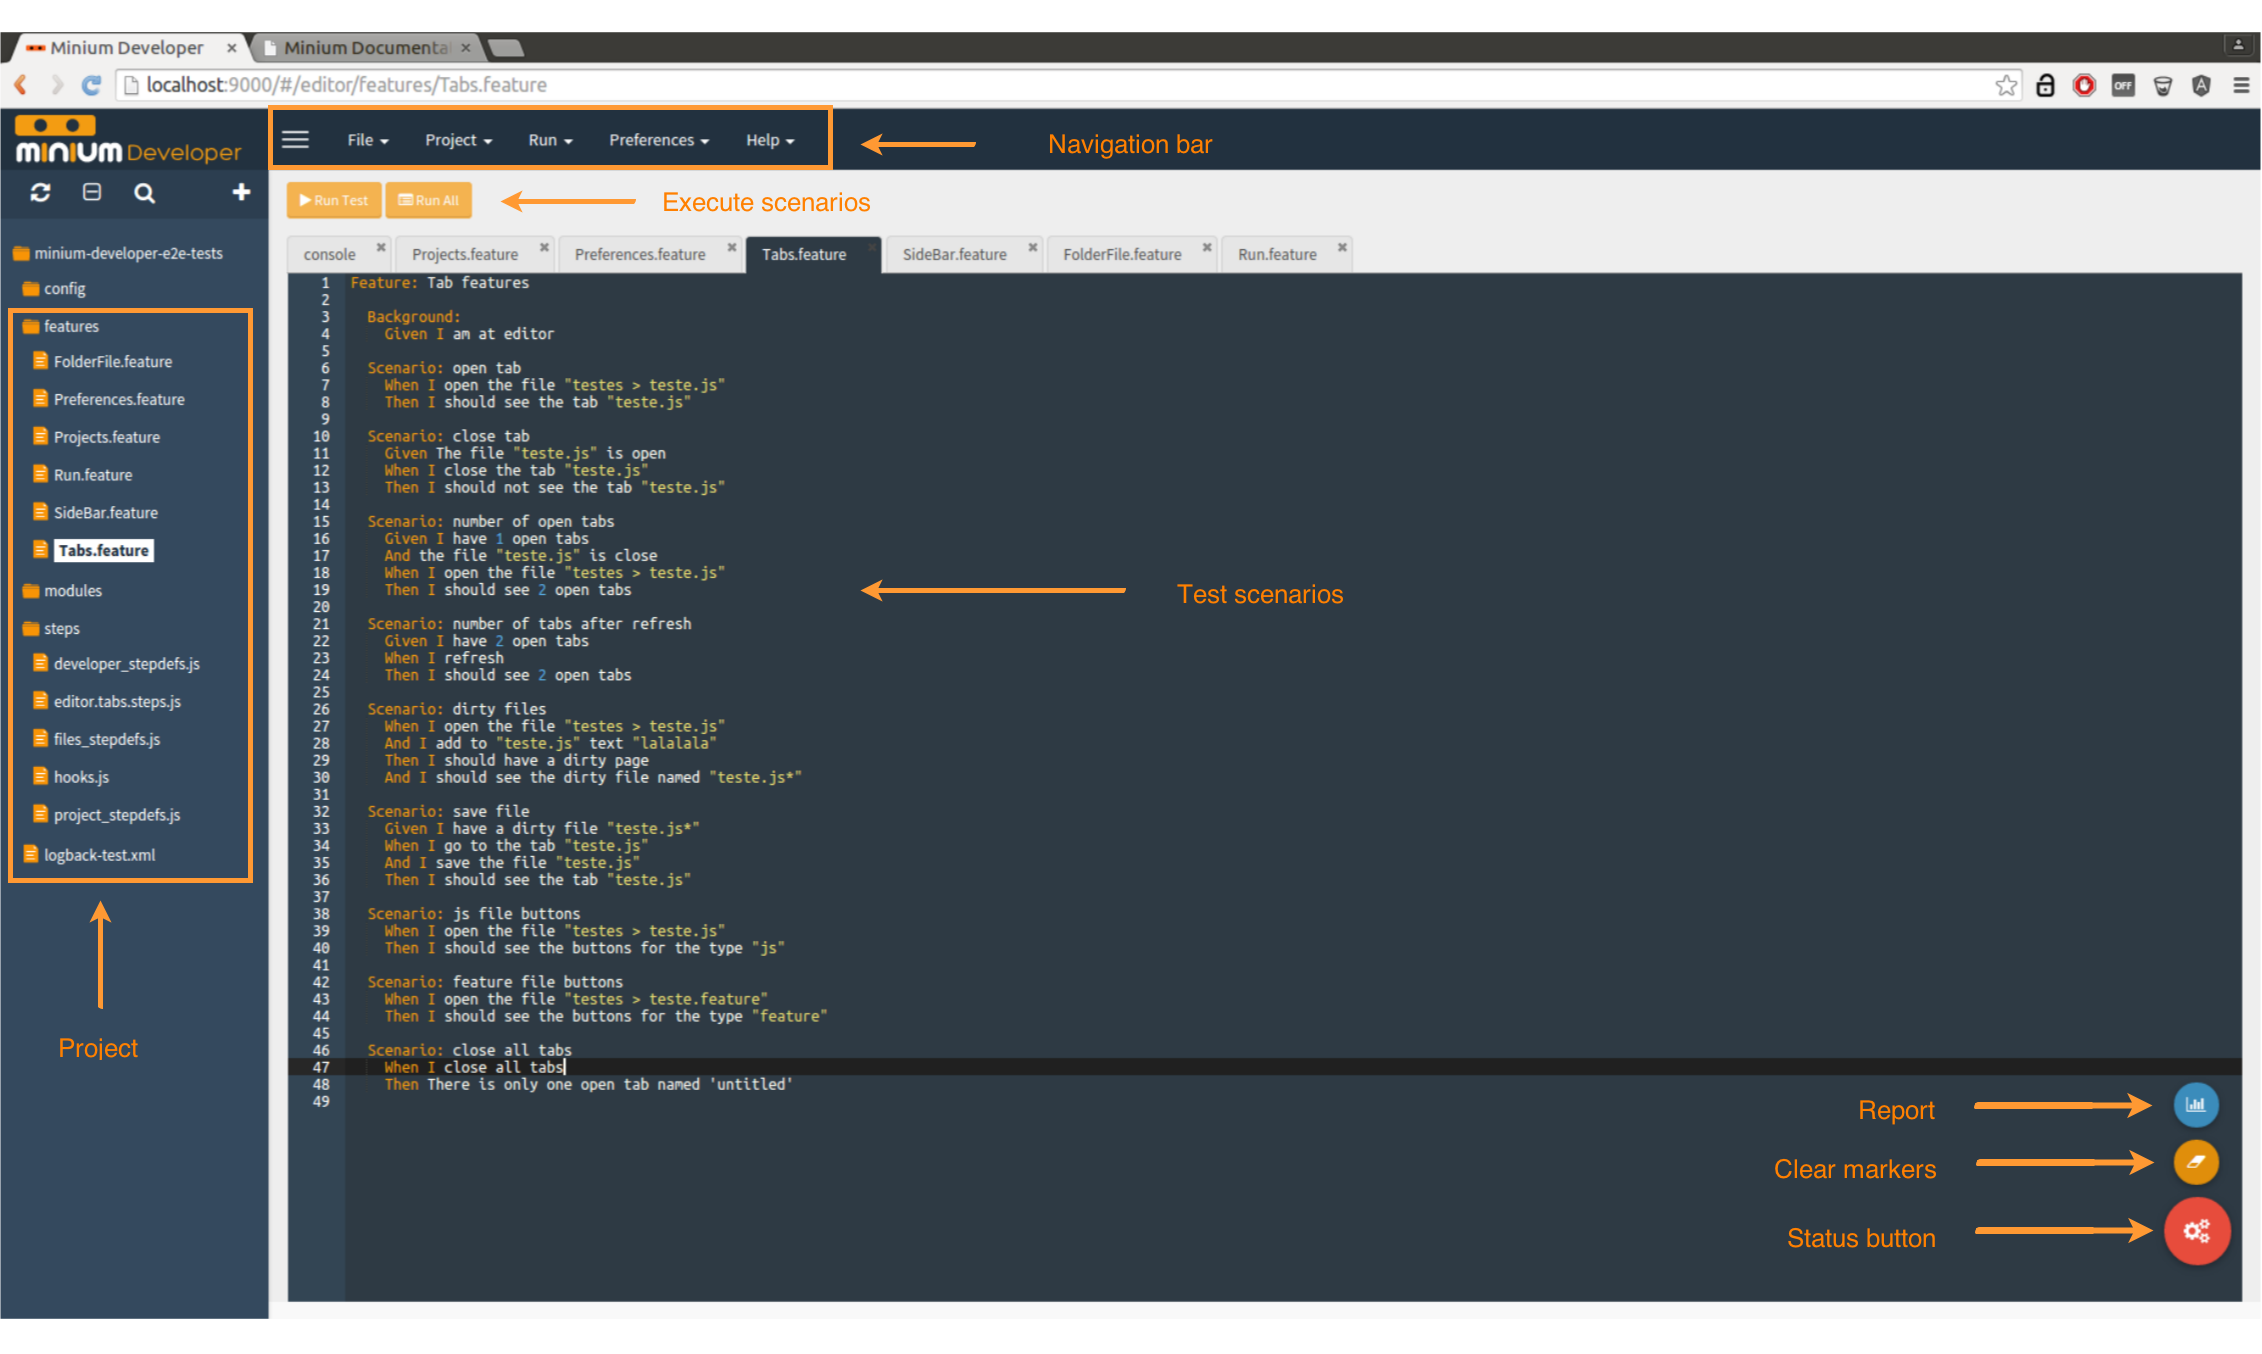 Minium Developer
Minium Documenta
localhost:9000/#/editor/features/Tabs.feature
OFF
minium Developer
File
Project
Run
Preferences
Help
Navigation bar
Run Test
Run All
Execute scenarios
console
Projects.feature
Preferences.feature
Tabs.feature
SideBar.feature
FolderFile.feature
Run.feature
minium-developer-e2e-tests
config
features
FolderFile.feature
Preferences.feature
Projects.feature
Run.feature
SideBar.feature
Tabs.feature
modules
steps
developer_stepdefs.js
editor.tabs.steps.js
files_stepdefs.js
hooks.js
project_stepdefs.js
logback-test.xml
Project
1 Feature: Tab features
2
3 Background:
4 Given I am at editor
5
6 Scenario: open tab
7 When I open the file "testes > teste.js"
8 Then I should see the tab "teste.js"
9
10 Scenario: close tab
11 Given The file "teste.js" is open
12 When I close the tab "teste.js"
13 Then I should not see the tab "teste.js"
14
15 Scenario: number of open tabs
16 Given I have 1 open tabs
17 And the file "teste.js" is close
18 When I open the file "testes > teste.js"
19 Then I should see 2 open tabs
20
21 Scenario: number of tabs after refresh
22 Given I have 2 open tabs
23 When I refresh
24 Then I should see 2 open tabs
25
26 Scenario: dirty files
27 When I open the file "testes > teste.js"
28 And I add to "teste.js" text "lalalala"
29 Then I should have a dirty page
30 And I should see the dirty file named "teste.js*"
31
32 Scenario: save file
33 Given I have a dirty file "teste.js*"
34 When I go to the tab "teste.js"
35 And I save the file "teste.js"
36 Then I should see the tab "teste.js"
37
38 Scenario: js file buttons
39 When I open the file "testes > teste.js"
40 Then I should see the buttons for the type "js"
41
42 Scenario: feature file buttons
43 When I open the file "testes > teste.feature"
44 Then I should see the buttons for the type "feature"
45
46 Scenario: close all tabs
47 When I close all tabs
48 Then There is only one open tab named 'untitled'
49
Test scenarios
Report
Clear markers
Status button